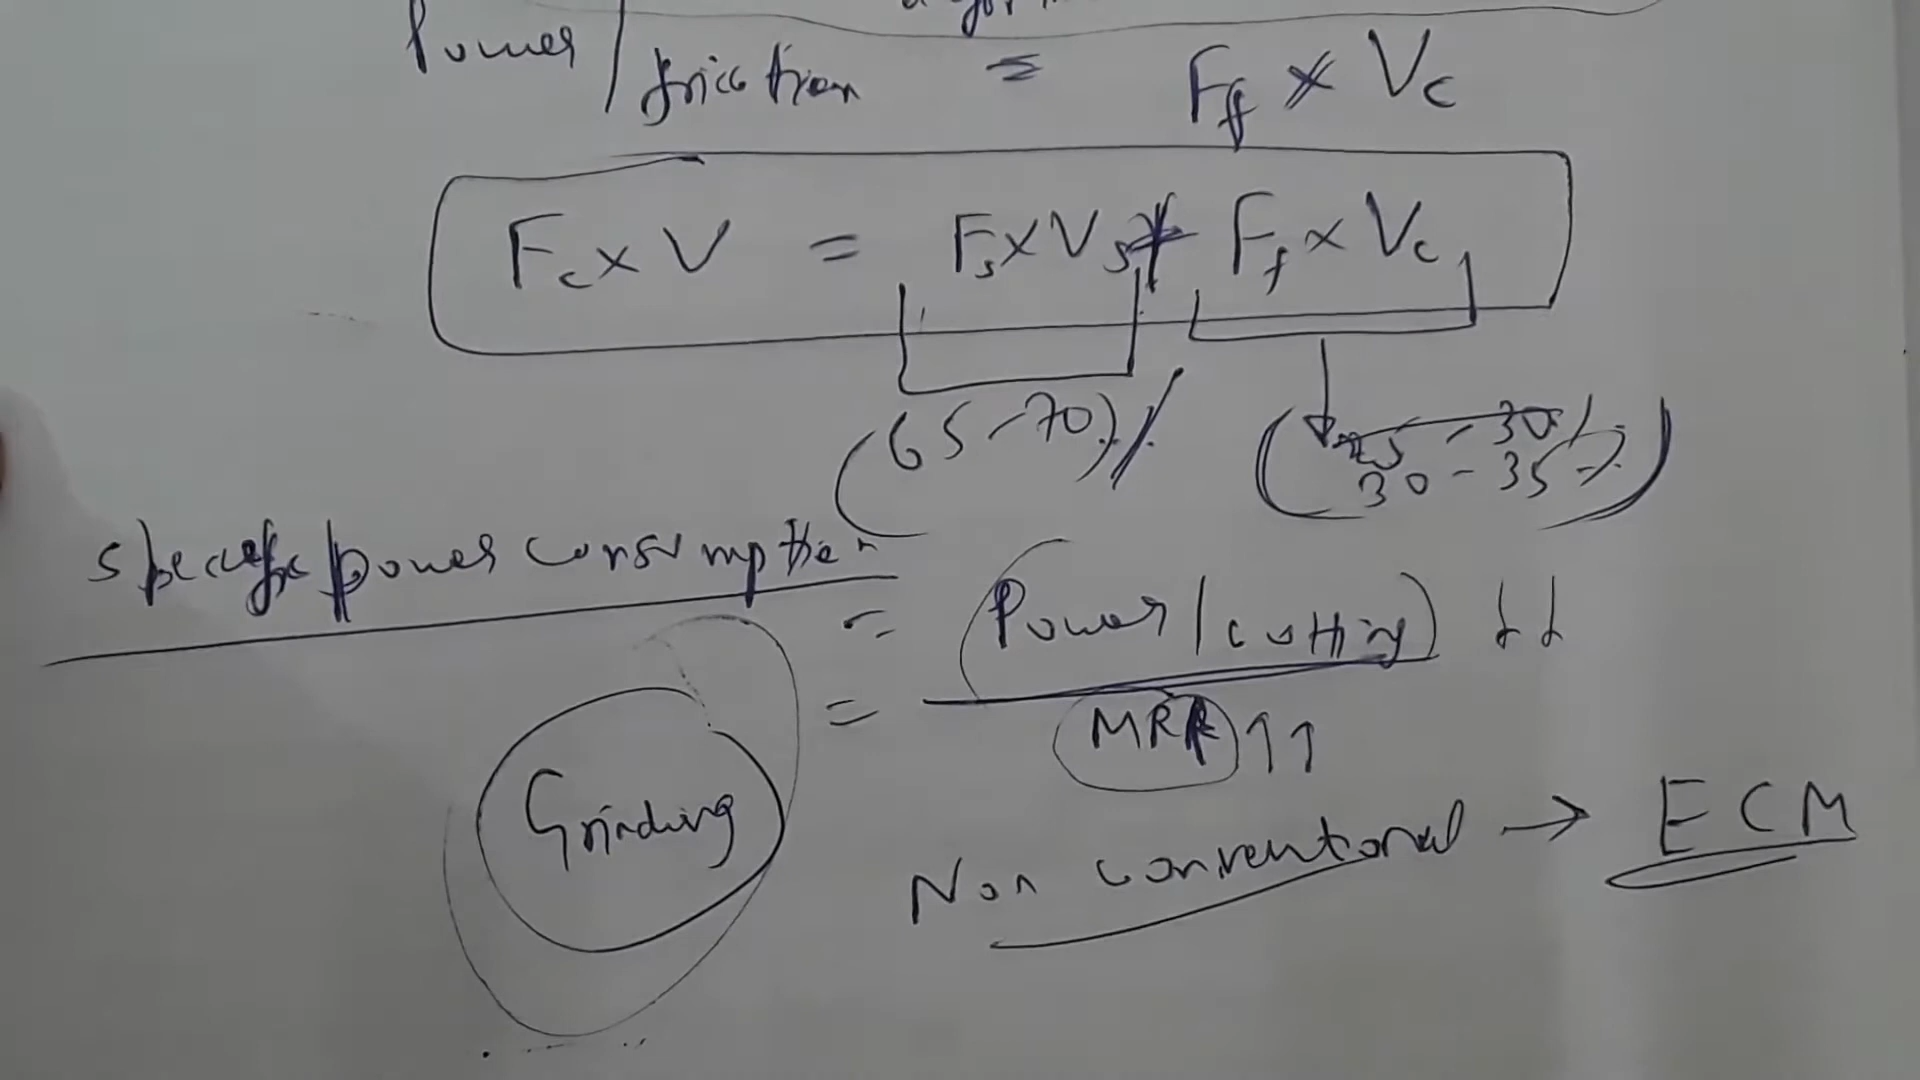 Power/friction = Ff × Vc
Fc × V = Fs × Vs + Ff × Vc
(65-70)%
30-35%
specific power consumption = Power/cutting ↓↓
= MRR ↑↑
Grinding
Non conventional → ECM